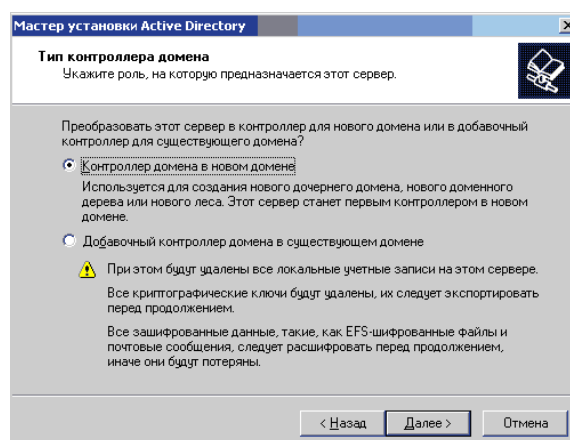 Мастер установки Active Directory
Тип контроллера домена
Укажите роль, на которую предназначается этот сервер.
Преобразовать этот сервер в контроллер для нового домена или в добавочный
контроллер для существующего домена?
Контроллер домена в новом домене
Используется для создания нового дочернего домена, нового доменного
дерева или нового леса. Этот сервер станет первым контроллером в новом
домене.
Добавочный контроллер домена в существующем домене
При этом будут удалены все локальные учетные записи на этом сервере.
Все криптографические ключи будут удалены, их следует экспортировать
перед продолжением.
Все зашифрованные данные, такие, как EFS-шифрованные файлы и
почтовые сообщения, следует расшифровать перед продолжением,
иначе они будут потеряны.
< Назад Далее > Отмена